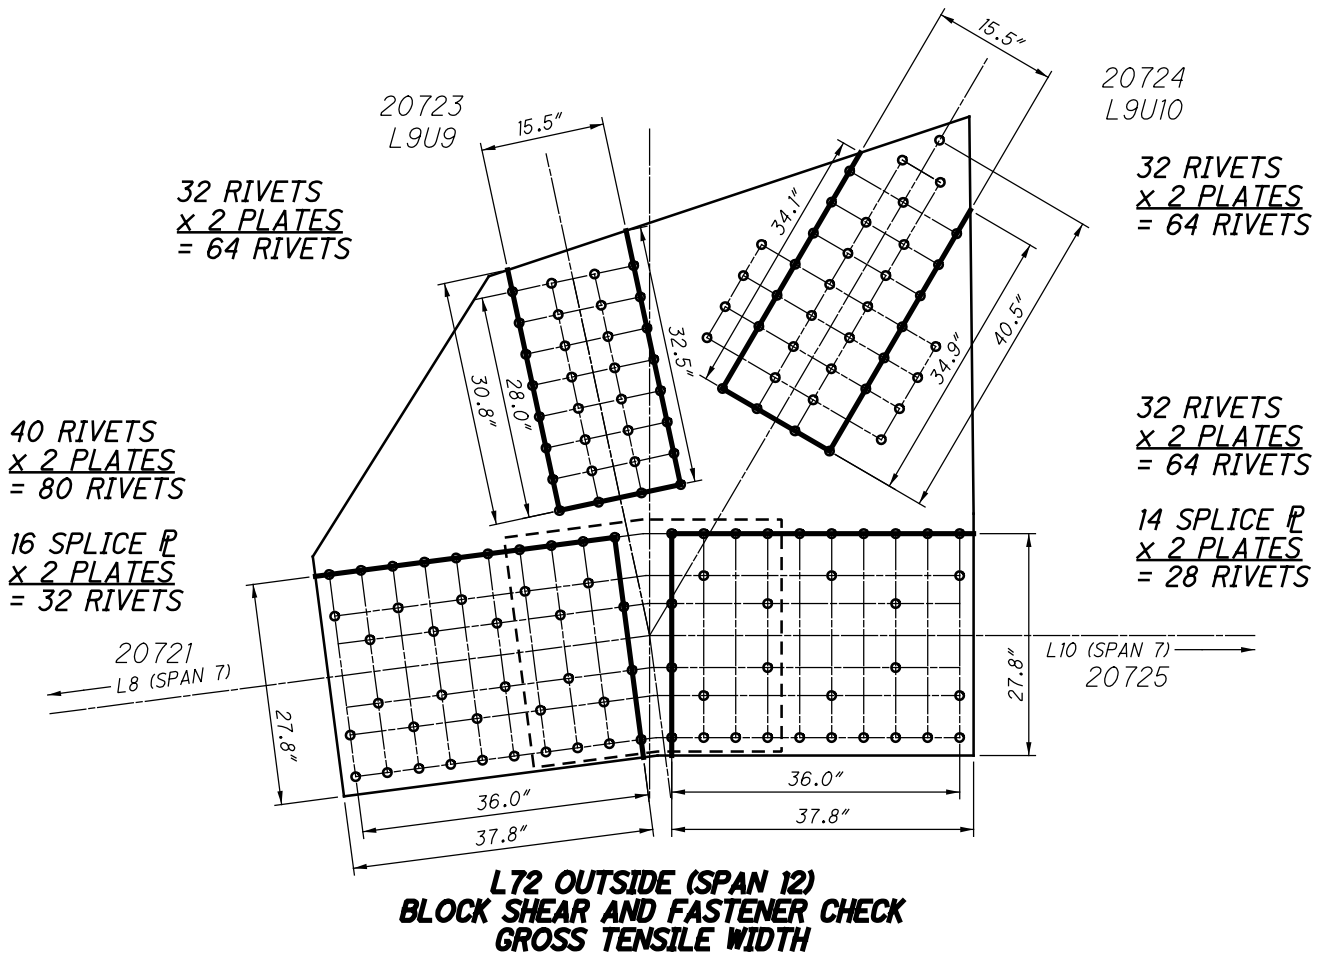 20723
L9U9
15.5"
15.5"
20724
L9U10
32 RIVETS
x 2 PLATES
= 64 RIVETS
32 RIVETS
x 2 PLATES
= 64 RIVETS
34.1"
34.9"
40.5"
30.8"
28.0"
32.5"
40 RIVETS
x 2 PLATES
= 80 RIVETS
16 SPLICE ⅊
x 2 PLATES
= 32 RIVETS
32 RIVETS
x 2 PLATES
= 64 RIVETS
14 SPLICE ⅊
x 2 PLATES
= 28 RIVETS
20721
L8 (SPAN 7)
L10 (SPAN 7)
20725
27.8"
27.8"
36.0"
37.8"
36.0"
37.8"
L72 OUTSIDE (SPAN 12)
BLOCK SHEAR AND FASTENER CHECK
GROSS TENSILE WIDTH